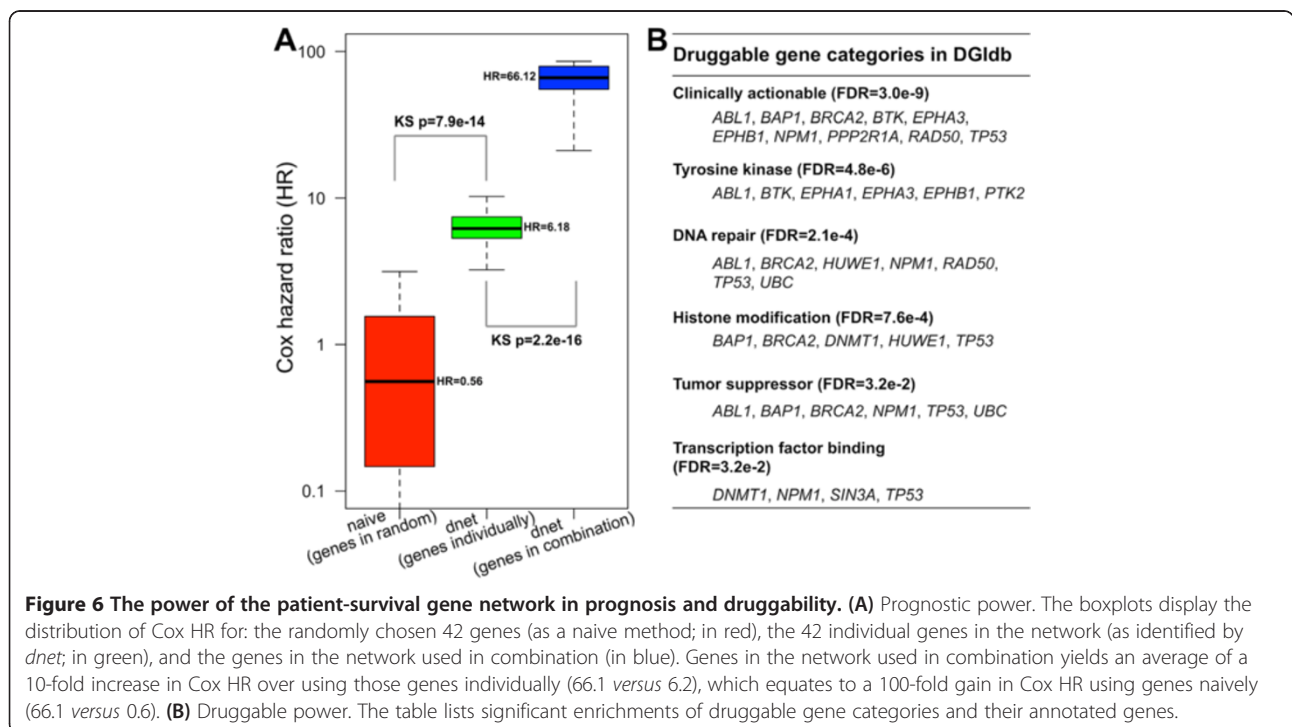 A
100
10
1
0.1
Cox hazard ratio (HR)
KS p=7.9e-14
HR=66.12
HR=6.18
HR=0.56
KS p=2.2e-16
naive
(genes in random)
dnet
(genes individually)
dnet
(genes in combination)
B
Druggable gene categories in DGIdb
Clinically actionable (FDR=3.0e-9)
ABL1, BAP1, BRCA2, BTK, EPHA3,
EPHB1, NPM1, PPP2R1A, RAD50, TP53
Tyrosine kinase (FDR=4.8e-6)
ABL1, BTK, EPHA1, EPHA3, EPHB1, PTK2
DNA repair (FDR=2.1e-4)
ABL1, BRCA2, HUWE1, NPM1, RAD50,
TP53, UBC
Histone modification (FDR=7.6e-4)
BAP1, BRCA2, DNMT1, HUWE1, TP53
Tumor suppressor (FDR=3.2e-2)
ABL1, BAP1, BRCA2, NPM1, TP53, UBC
Transcription factor binding
(FDR=3.2e-2)
DNMT1, NPM1, SIN3A, TP53
Figure 6 The power of the patient-survival gene network in prognosis and druggability. (A) Prognostic power. The boxplots display the
distribution of Cox HR for: the randomly chosen 42 genes (as a naive method; in red), the 42 individual genes in the network (as identified by
dnet; in green), and the genes in the network used in combination (in blue). Genes in the network used in combination yields an average of a
10-fold increase in Cox HR over using those genes individually (66.1 versus 6.2), which equates to a 100-fold gain in Cox HR using genes naively
(66.1 versus 0.6). (B) Druggable power. The table lists significant enrichments of druggable gene categories and their annotated genes.